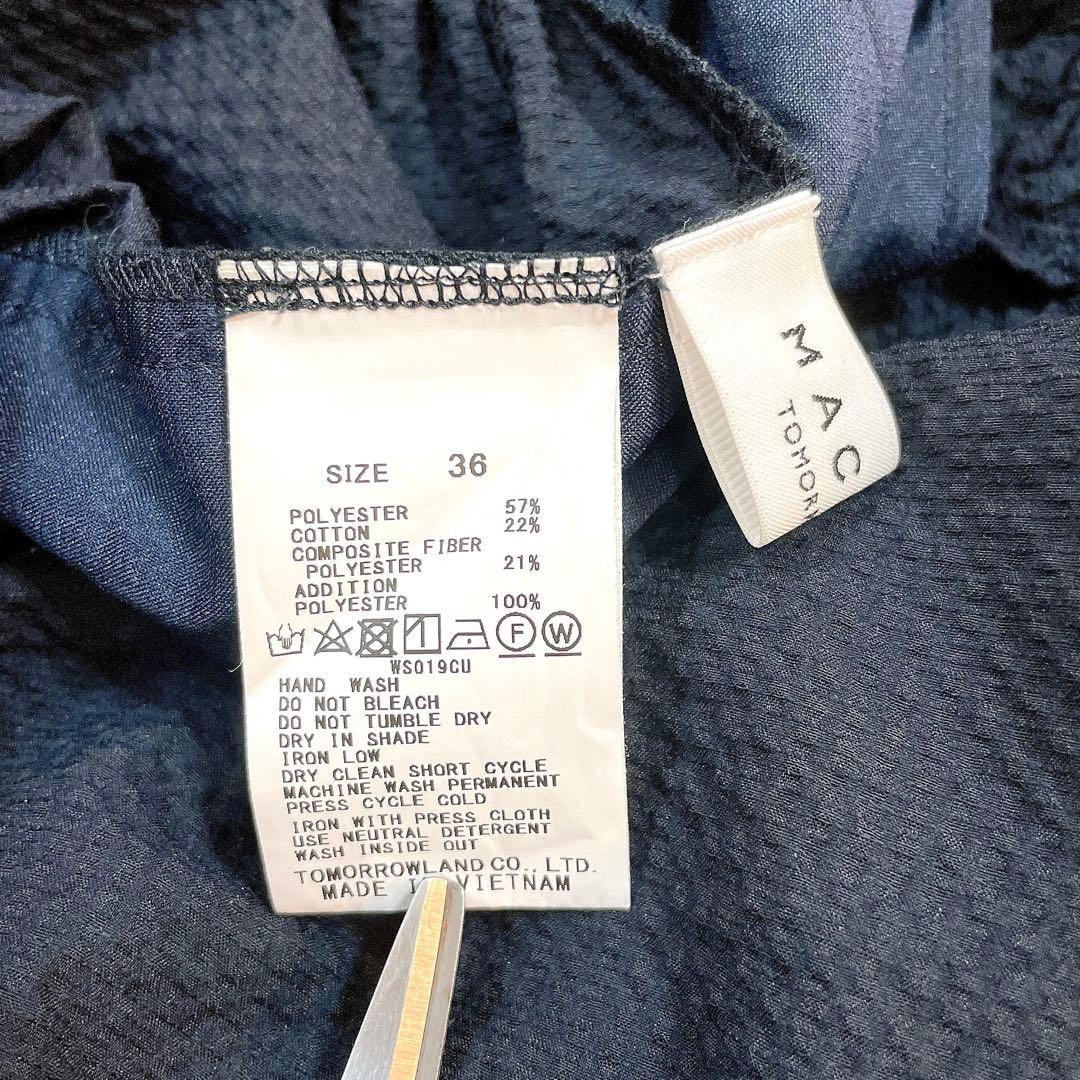 SIZE 36
POLYESTER 57%
COTTON 22%
COMPOSITE FIBER
POLYESTER 21%
ADDITION
POLYESTER 100%
F W
WS019CU
HAND WASH
DO NOT BLEACH
DO NOT TUMBLE DRY
DRY IN SHADE
IRON LOW
DRY CLEAN SHORT CYCLE
MACHINE WASH PERMANENT
PRESS CYCLE COLD
IRON WITH PRESS CLOTH
USE NEUTRAL DETERGENT
WASH INSIDE OUT
TOMORROWLAND CO., LTD.
MADE IN VIETNAM
MAC
TOMOR